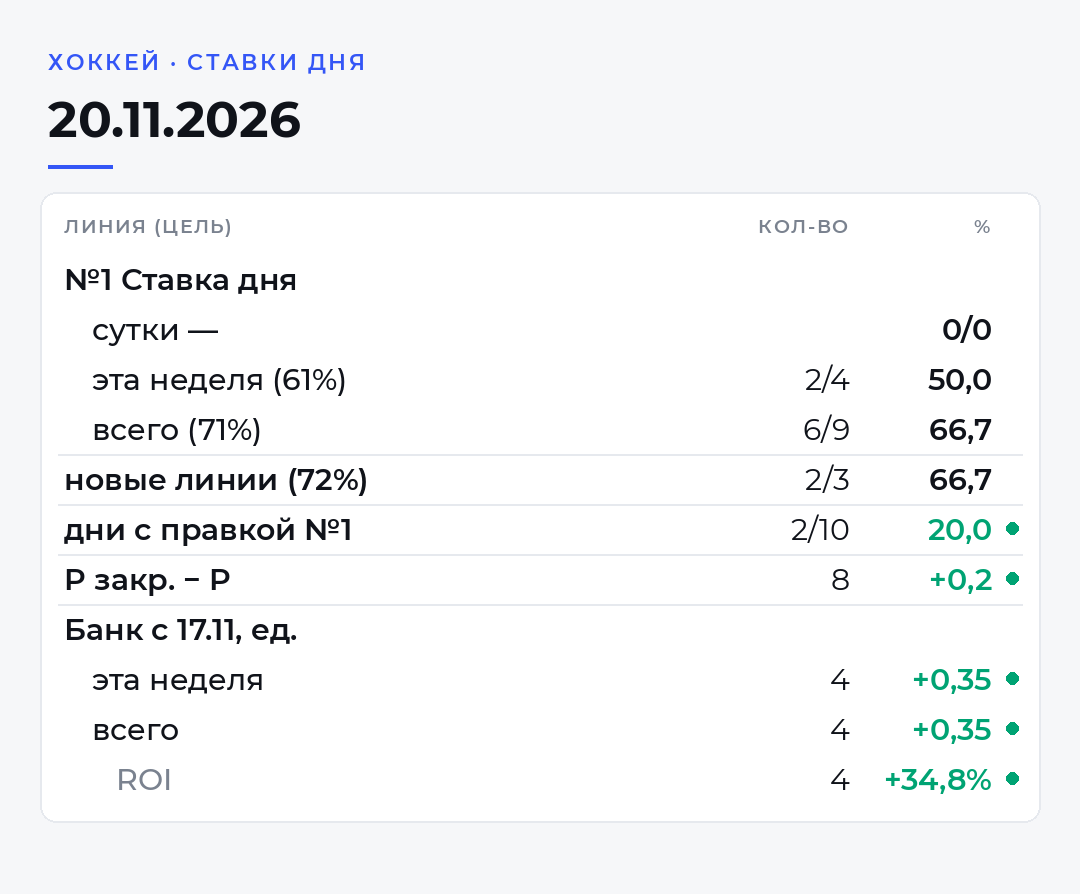 ХОККЕЙ · СТАВКИ ДНЯ
20.11.2026
ЛИНИЯ (ЦЕЛЬ) КОЛ-ВО %
№1 Ставка дня
сутки — 0/0
эта неделя (61%) 2/4 50,0
всего (71%) 6/9 66,7
новые линии (72%) 2/3 66,7
дни с правкой №1 2/10 20,0
Р закр. − Р 8 +0,2
Банк с 17.11, ед.
эта неделя 4 +0,35
всего 4 +0,35
ROI 4 +34,8%